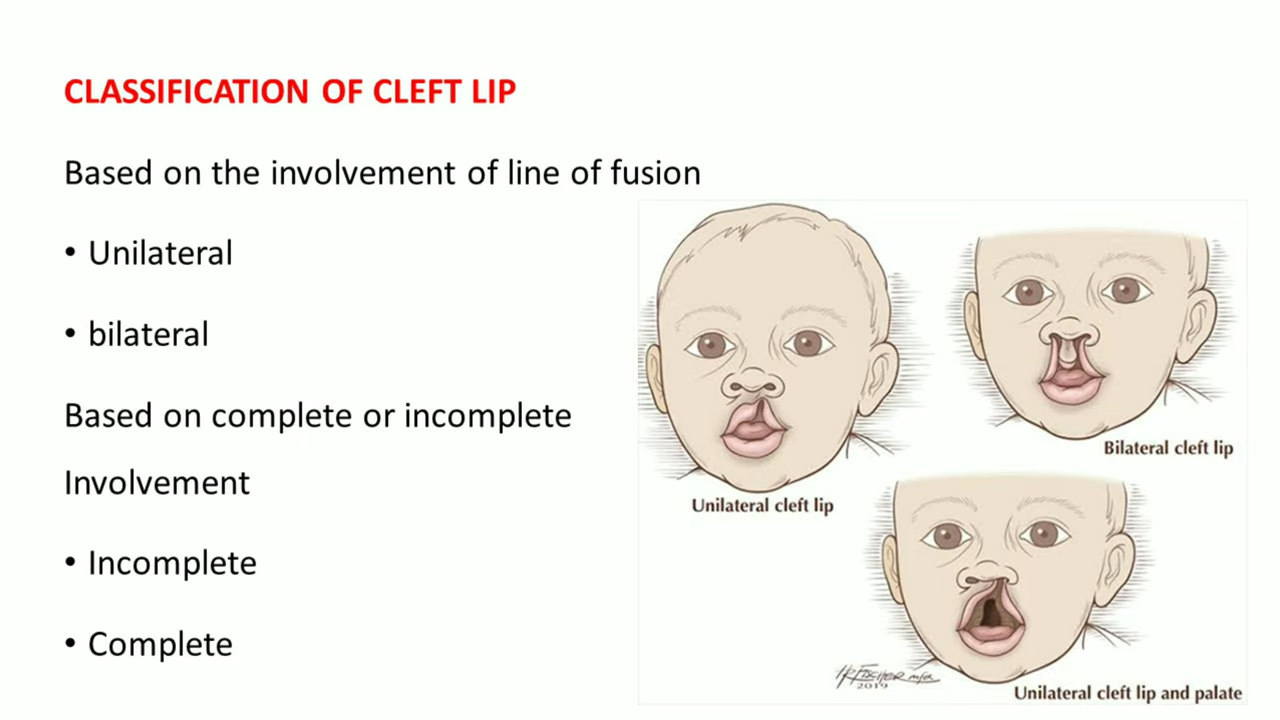 CLASSIFICATION OF CLEFT LIP
Based on the involvement of line of fusion
• Unilateral
• bilateral
Based on complete or incomplete
Involvement
• Incomplete
• Complete
Bilateral cleft lip
Unilateral cleft lip
2019
Unilateral cleft lip and palate